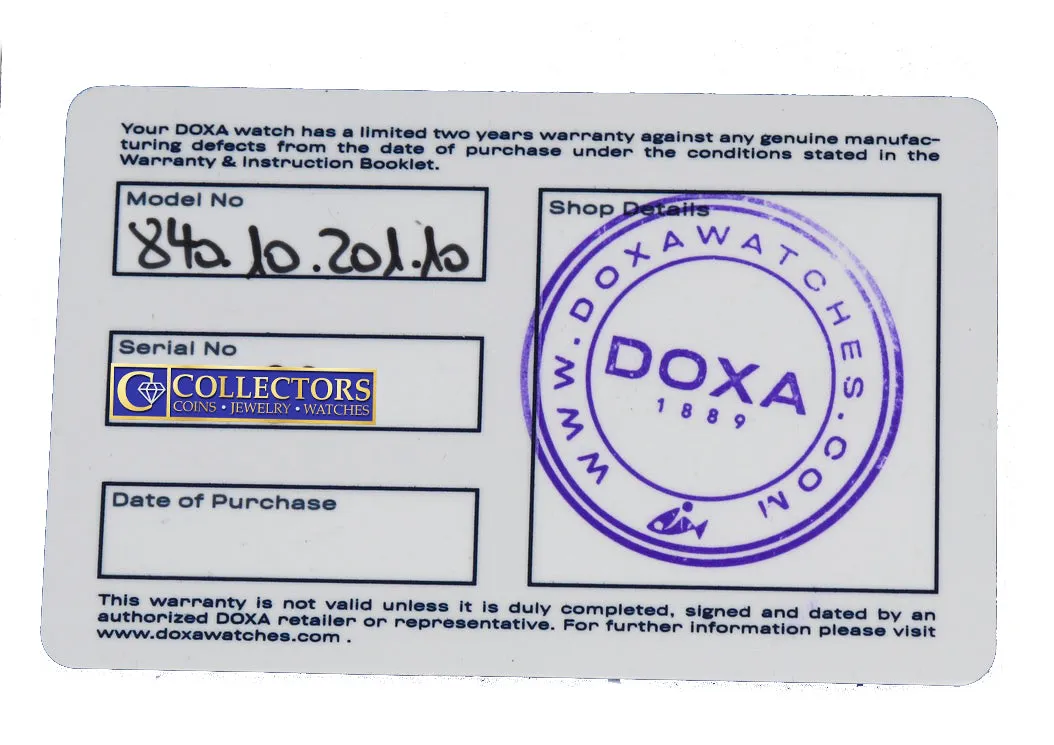 Your DOXA watch has a limited two years warranty against any genuine manufac-
turing defects from the date of purchase under the conditions stated in the
Warranty & Instruction Booklet.
Model No
840.10.201.10
Shop Details
WWW.DOXAWATCHES.COM
DOXA
1889
Serial No
COLLECTORS
COINS • JEWELRY • WATCHES
Date of Purchase
This warranty is not valid unless it is duly completed, signed and dated by an
authorized DOXA retailer or representative. For further information please visit
www.doxawatches.com .